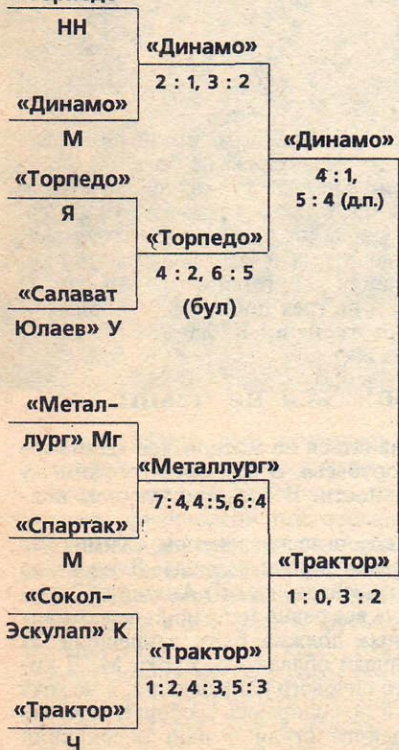 НН
«Динамо»
2 : 1, 3 : 2
«Динамо»
М
«Динамо»
4 : 1,
5 : 4 (д.п.)
«Торпедо»
Я
«Торпедо»
4 : 2, 6 : 5
(бул)
«Салават
Юлаев» У
«Метал-
лург» Мг
«Металлург»
7:4, 4:5, 6:4
«Спартак»
М
«Трактор»
1 : 0, 3 : 2
«Сокол-
Эскулап» К
«Трактор»
1:2, 4:3, 5:3
«Трактор»
Ч